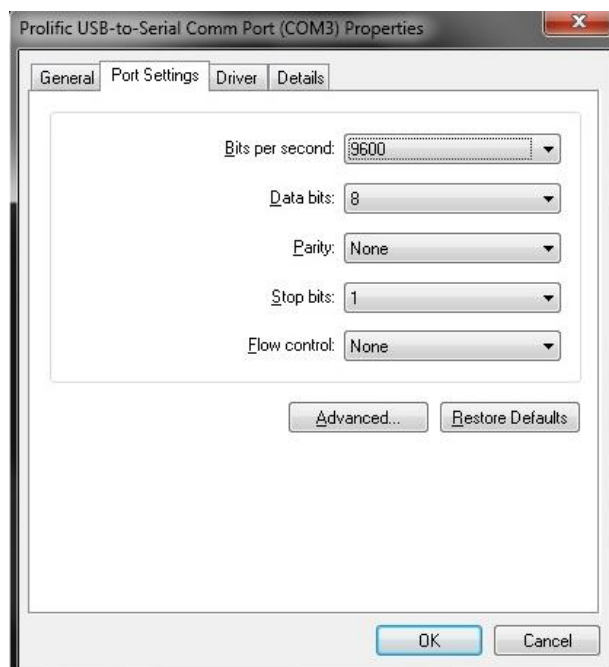 Prolific USB-to-Serial Comm Port (COM3) Properties
General Port Settings Driver Details
Bits per second: 9600
Data bits: 8
Parity: None
Stop bits: 1
Flow control: None
Advanced... Restore Defaults
OK Cancel